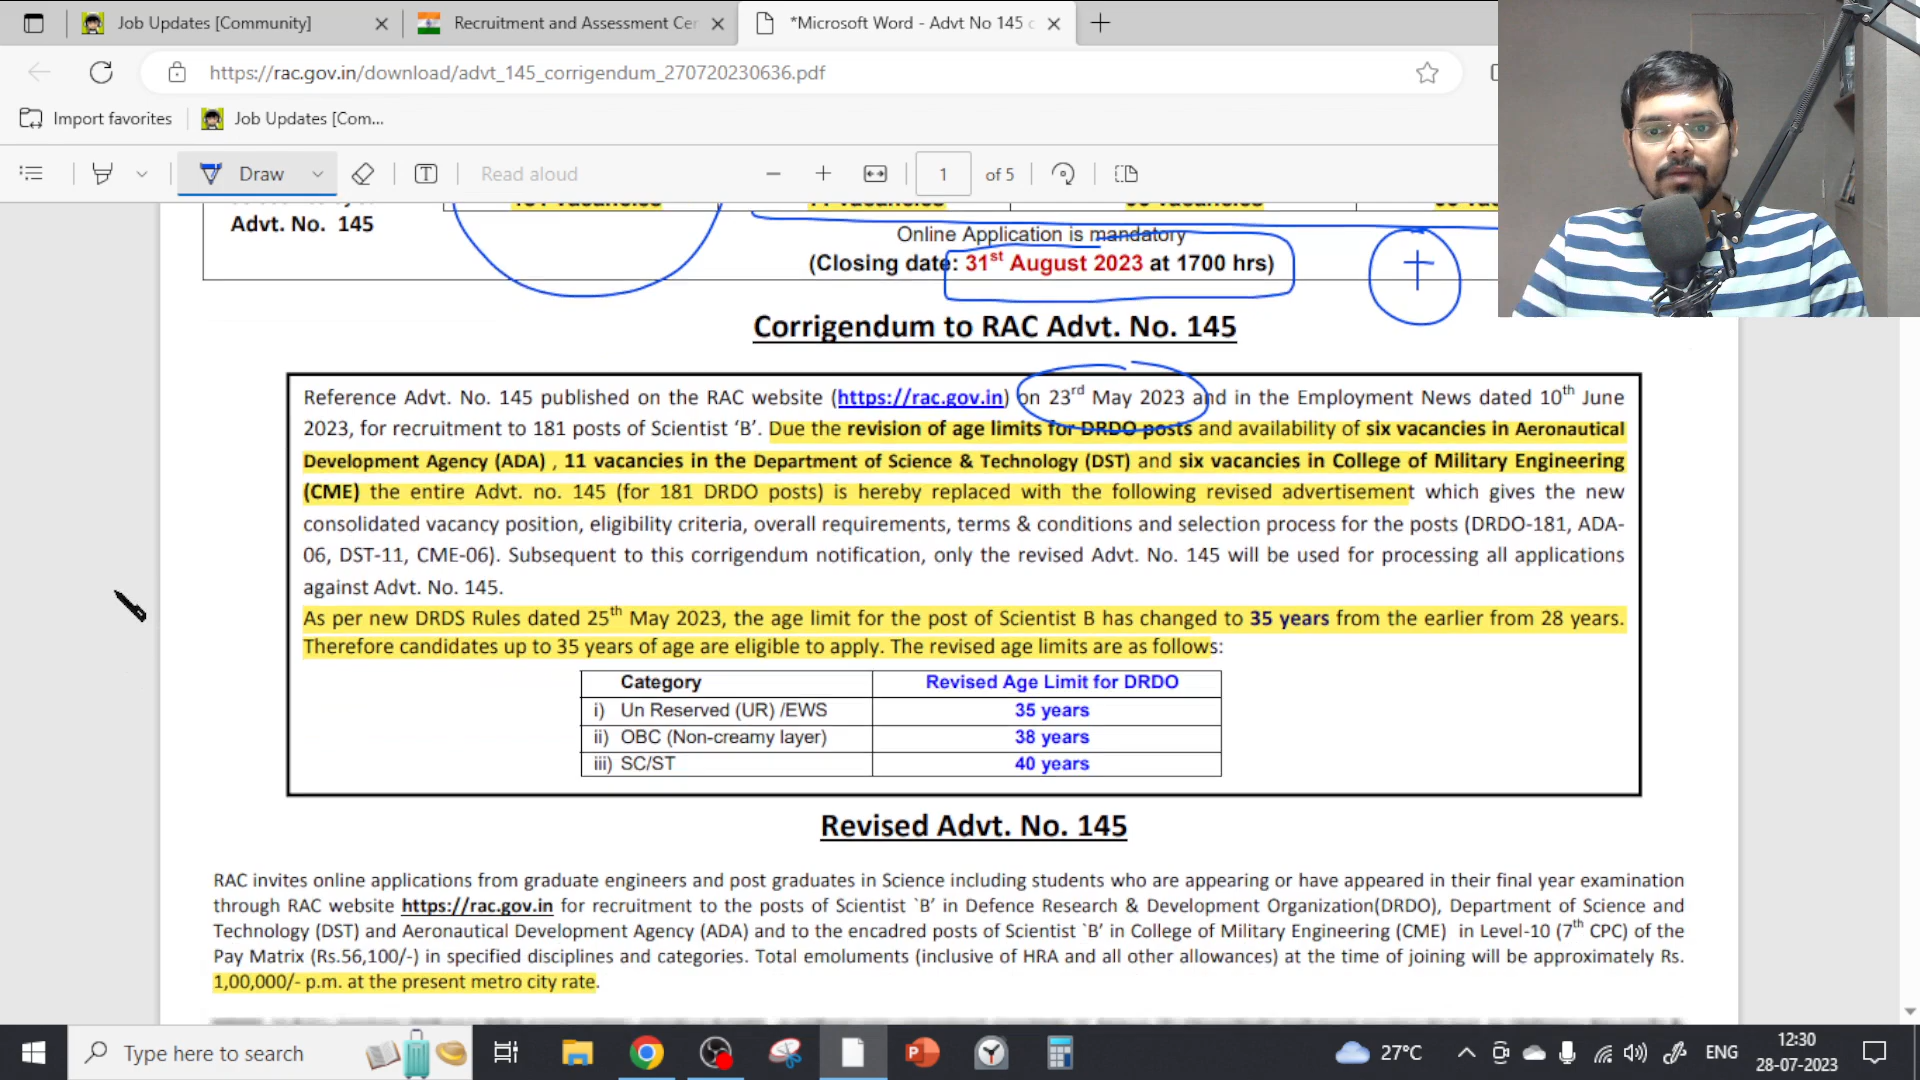 Job Updates [Community]
Recruitment and Assessment Cer
*Microsoft Word - Advt No 145 c
https://rac.gov.in/download/advt_145_corrigendum_270720230636.pdf
Import favorites
Job Updates [Com...
Draw
Read aloud
1 of 5
Advt. No. 145
Online Application is mandatory
(Closing date: 31st August 2023 at 1700 hrs)
+
Corrigendum to RAC Advt. No. 145
Reference Advt. No. 145 published on the RAC website (https://rac.gov.in) on 23rd May 2023 and in the Employment News dated 10th June
2023, for recruitment to 181 posts of Scientist ‘B’. Due the revision of age limits for DRDO posts and availability of six vacancies in Aeronautical
Development Agency (ADA) , 11 vacancies in the Department of Science & Technology (DST) and six vacancies in College of Military Engineering
(CME) the entire Advt. no. 145 (for 181 DRDO posts) is hereby replaced with the following revised advertisement which gives the new
consolidated vacancy position, eligibility criteria, overall requirements, terms & conditions and selection process for the posts (DRDO-181, ADA-
06, DST-11, CME-06). Subsequent to this corrigendum notification, only the revised Advt. No. 145 will be used for processing all applications
against Advt. No. 145.
As per new DRDS Rules dated 25th May 2023, the age limit for the post of Scientist B has changed to 35 years from the earlier from 28 years.
Therefore candidates up to 35 years of age are eligible to apply. The revised age limits are as follows:
Category Revised Age Limit for DRDO
i) Un Reserved (UR) /EWS 35 years
ii) OBC (Non-creamy layer) 38 years
iii) SC/ST 40 years
Revised Advt. No. 145
RAC invites online applications from graduate engineers and post graduates in Science including students who are appearing or have appeared in their final year examination
through RAC website https://rac.gov.in for recruitment to the posts of Scientist `B’ in Defence Research & Development Organization(DRDO), Department of Science and
Technology (DST) and Aeronautical Development Agency (ADA) and to the encadred posts of Scientist `B’ in College of Military Engineering (CME) in Level-10 (7th CPC) of the
Pay Matrix (Rs.56,100/-) in specified disciplines and categories. Total emoluments (inclusive of HRA and all other allowances) at the time of joining will be approximately Rs.
1,00,000/- p.m. at the present metro city rate.
Type here to search
27°C
ENG
12:30
28-07-2023